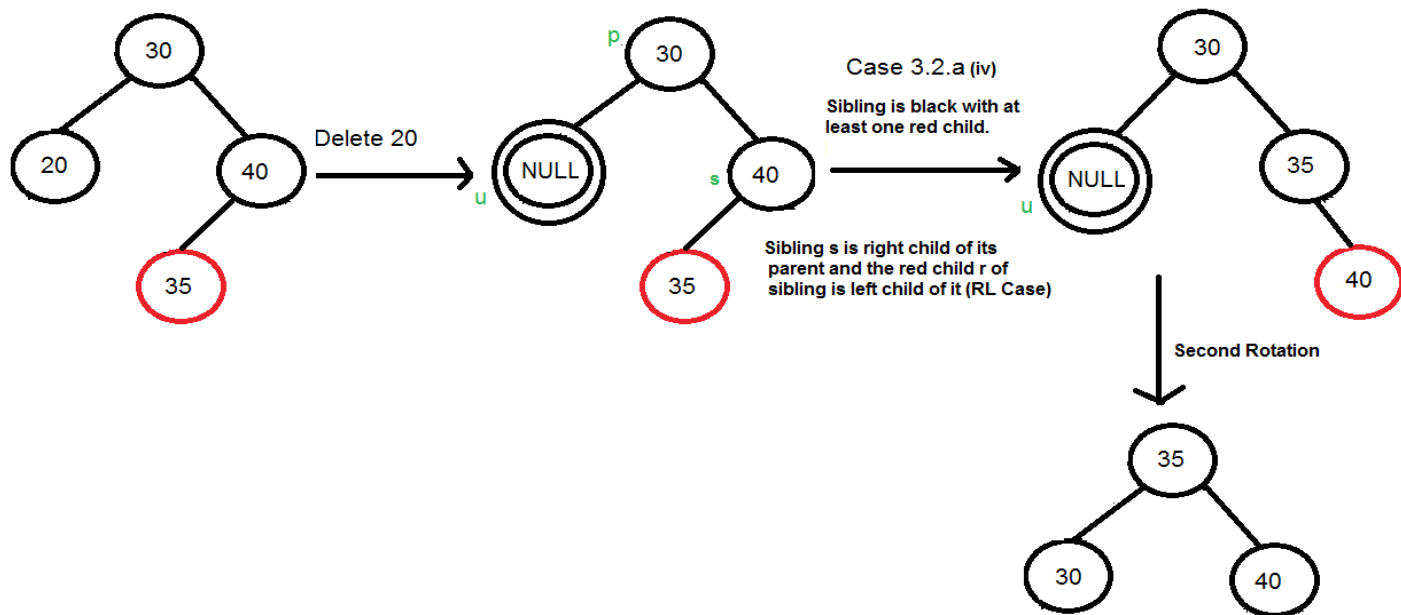 30
20
40
35
Delete 20
p
30
NULL
u
s
40
35
Case 3.2.a (iv)
Sibling is black with at
least one red child.
Sibling s is right child of its
parent and the red child r of
sibling is left child of it (RL Case)
30
NULL
u
35
40
Second Rotation
35
30
40